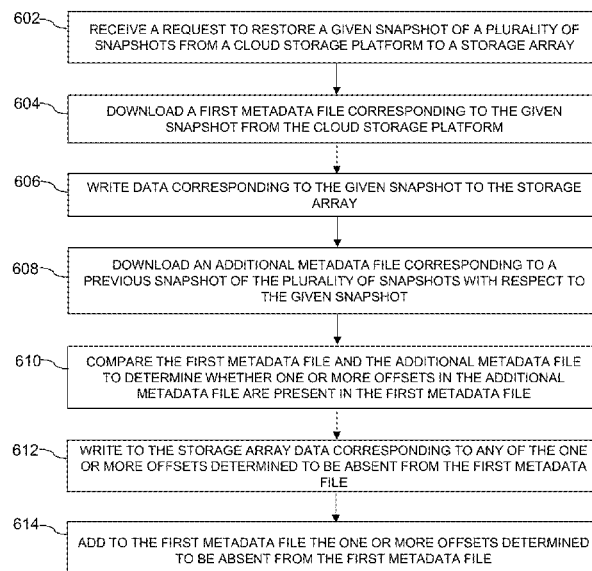 602
RECEIVE A REQUEST TO RESTORE A GIVEN SNAPSHOT OF A PLURALITY OF
SNAPSHOTS FROM A CLOUD STORAGE PLATFORM TO A STORAGE ARRAY
604
DOWNLOAD A FIRST METADATA FILE CORRESPONDING TO THE GIVEN
SNAPSHOT FROM THE CLOUD STORAGE PLATFORM
606
WRITE DATA CORRESPONDING TO THE GIVEN SNAPSHOT TO THE STORAGE
ARRAY
608
DOWNLOAD AN ADDITIONAL METADATA FILE CORRESPONDING TO A
PREVIOUS SNAPSHOT OF THE PLURALITY OF SNAPSHOTS WITH RESPECT TO
THE GIVEN SNAPSHOT
610
COMPARE THE FIRST METADATA FILE AND THE ADDITIONAL METADATA FILE
TO DETERMINE WHETHER ONE OR MORE OFFSETS IN THE ADDITIONAL
METADATA FILE ARE PRESENT IN THE FIRST METADATA FILE
612
WRITE TO THE STORAGE ARRAY DATA CORRESPONDING TO ANY OF THE ONE
OR MORE OFFSETS DETERMINED TO BE ABSENT FROM THE FIRST METADATA
FILE
614
ADD TO THE FIRST METADATA FILE THE ONE OR MORE OFFSETS DETERMINED
TO BE ABSENT FROM THE FIRST METADATA FILE